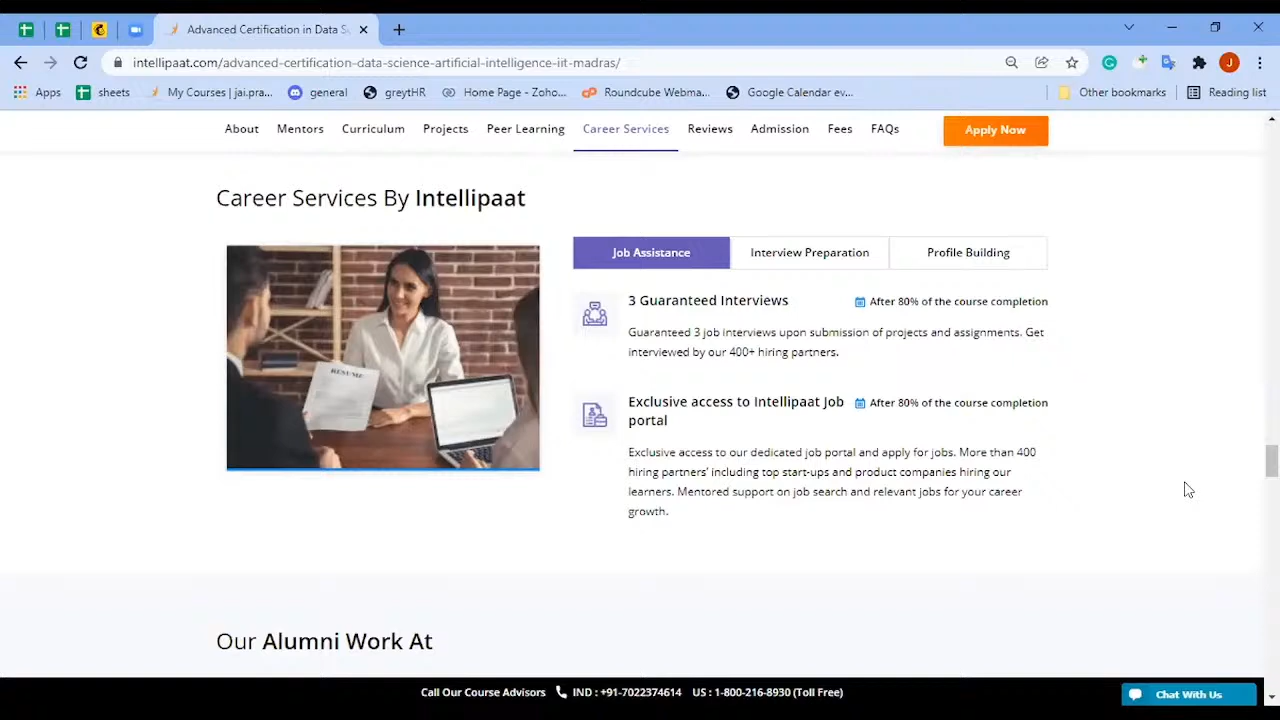 Advanced Certification in Data S
intellipaat.com/advanced-certification-data-science-artificial-intelligence-iit-madras/
J
Apps sheets My Courses | jai.pra... general greytHR Home Page - Zoho... Roundcube Webma... Google Calendar ev... Other bookmarks Reading list
About Mentors Curriculum Projects Peer Learning Career Services Reviews Admission Fees FAQs Apply Now
Career Services By Intellipaat
Job Assistance Interview Preparation Profile Building
RESUME
3 Guaranteed Interviews After 80% of the course completion
Guaranteed 3 job interviews upon submission of projects and assignments. Get
interviewed by our 400+ hiring partners.
Exclusive access to Intellipaat Job After 80% of the course completion
portal
Exclusive access to our dedicated job portal and apply for jobs. More than 400
hiring partners' including top start-ups and product companies hiring our
learners. Mentored support on job search and relevant jobs for your career
growth.
Our Alumni Work At
Call Our Course Advisors IND : +91-7022374614 US : 1-800-216-8930 (Toll Free)
Chat With Us